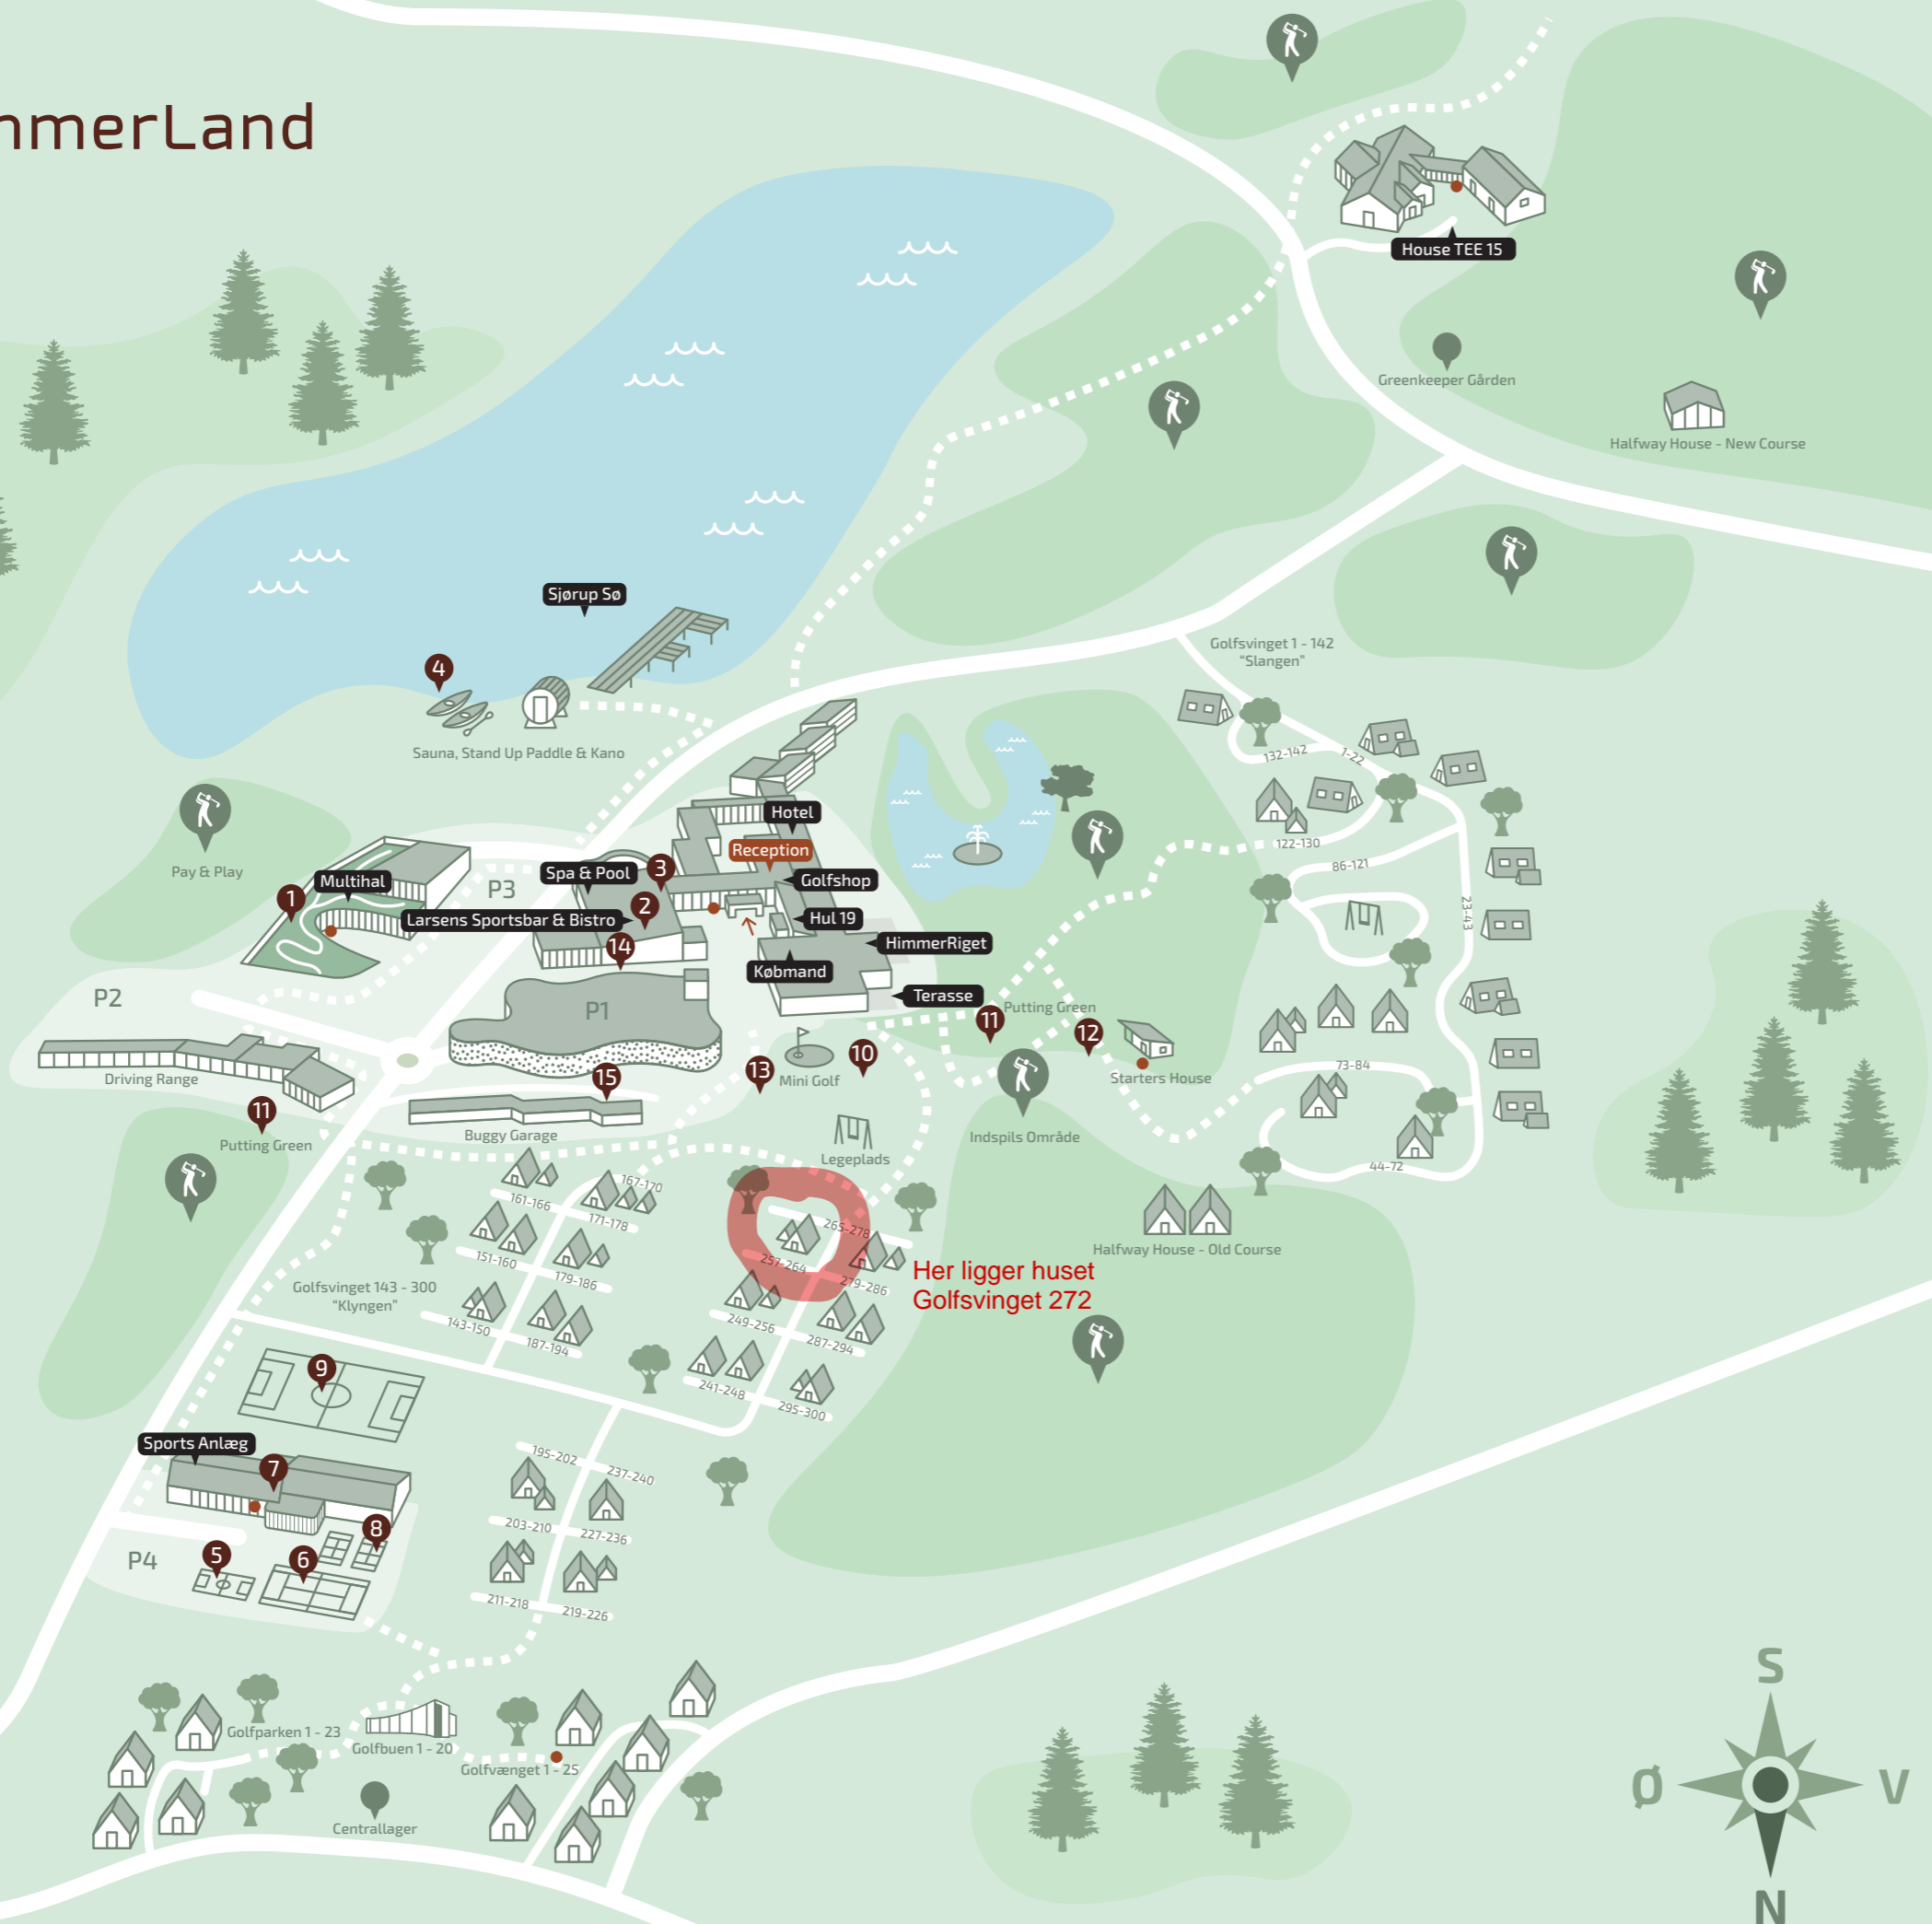 mmerLand
House TEE 15
Greenkeeper Gården
Halfway House - New Course
Sjørup Sø
4
Sauna, Stand Up Paddle & Kano
Golfsvinget 1 - 142
"Slangen"
132-142
1-22
122-130
86-121
23-43
73-84
44-72
Pay & Play
Hotel
Reception
3
Spa & Pool
Golfshop
P3
Multihal
1
2
Larsens Sportsbar & Bistro
Hul 19
HimmerRiget
14
Købmand
Terasse
P2
P1
Putting Green
11
12
Driving Range
15
13
Mini Golf
10
Starters House
11
Putting Green
Buggy Garage
Legeplads
Indspils Område
161-166
167-170
171-178
151-160
179-186
265-278
257-264
279-286
Halfway House - Old Course
Her ligger huset
Golfsvinget 272
Golfsvinget 143 - 300
"Klyngen"
143-150
187-194
249-256
287-294
241-248
295-300
9
Sports Anlæg
7
195-202
237-240
203-210
227-236
8
P4
5
6
211-218
219-226
Golfparken 1 - 23
Golfbuen 1 - 20
Golfvænget 1 - 25
Centrallager
S
Ø
V
N